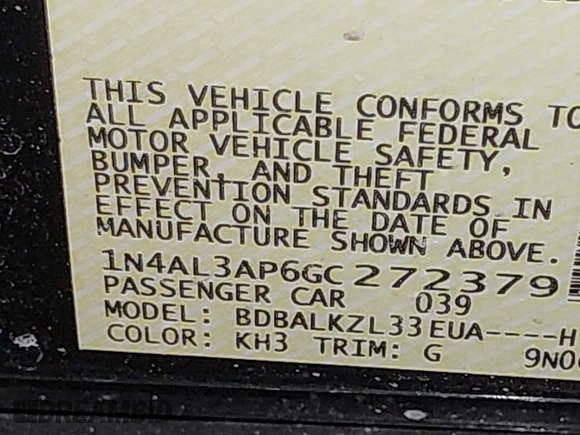 THIS VEHICLE CONFORMS TO
ALL APPLICABLE FEDERAL
MOTOR VEHICLE SAFETY,
BUMPER, AND THEFT
PREVENTION STANDARDS IN
EFFECT ON THE DATE OF
MANUFACTURE SHOWN ABOVE.
1N4AL3AP6GC272379
PASSENGER CAR 039
MODEL: BDBALKZL33EUA----H
COLOR: KH3 TRIM: G 9N0